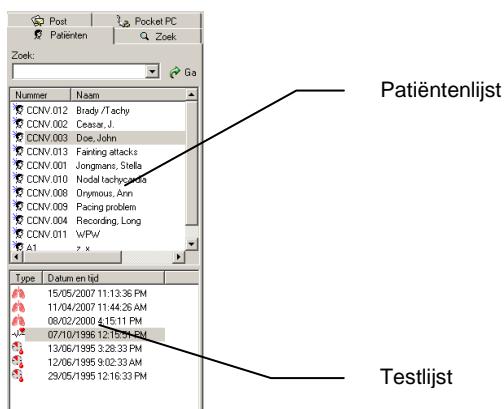 Post Pocket PC
Patiënten Zoek
Zoek:
Ga
Nummer Naam
CCNV.012 Brady /Tachy
CCNV.002 Ceasar, J.
CCNV.003 Doe, John
CCNV.013 Fainting attacks
CCNV.001 Jongmans, Stella
CCNV.010 Nodal tachycardia
CCNV.008 Onymous, Ann
CCNV.009 Pacing problem
CCNV.004 Recording, Long
CCNV.011 WPW
A1 z, x
Type Datum en tijd
15/05/2007 11:13:36 PM
11/04/2007 11:44:26 AM
08/02/2000 4:15:11 PM
07/10/1996 12:15:51 PM
13/06/1995 3:28:33 PM
12/06/1995 9:02:33 AM
29/05/1995 12:16:33 PM
Patiëntenlijst
Testlijst